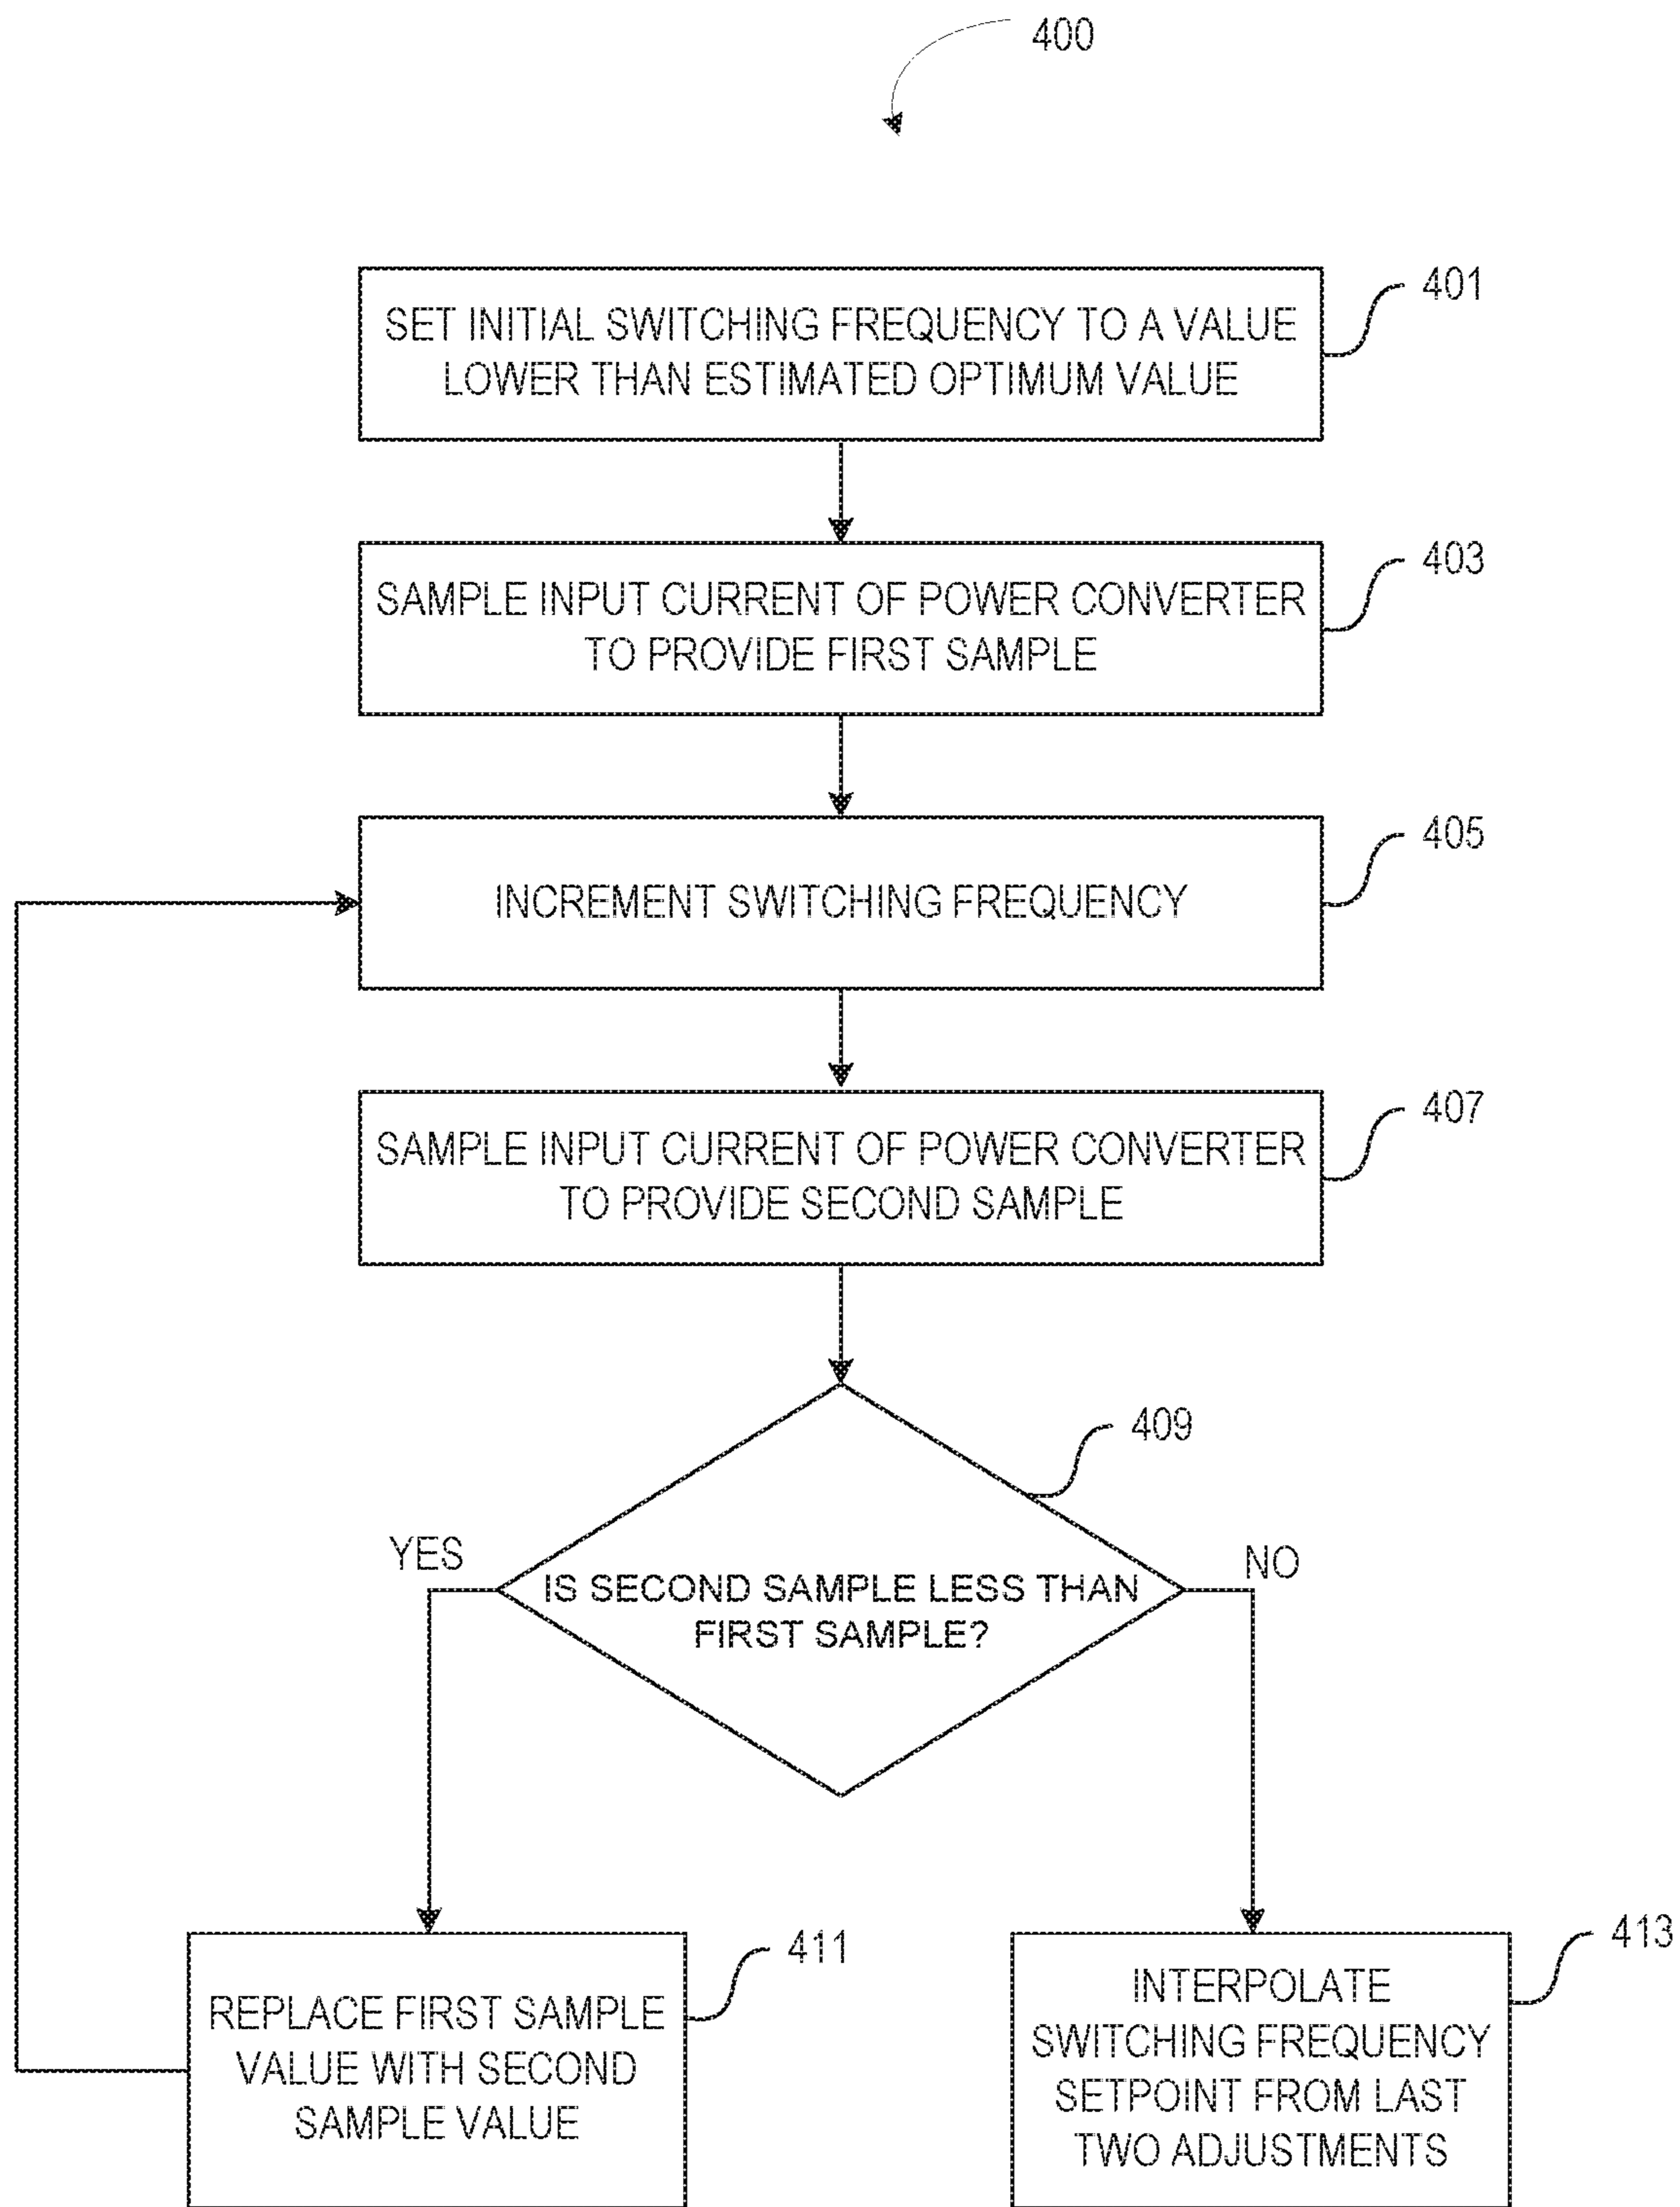 400
SET INITIAL SWITCHING FREQUENCY TO A VALUE
LOWER THAN ESTIMATED OPTIMUM VALUE
401
SAMPLE INPUT CURRENT OF POWER CONVERTER
TO PROVIDE FIRST SAMPLE
403
INCREMENT SWITCHING FREQUENCY
405
SAMPLE INPUT CURRENT OF POWER CONVERTER
TO PROVIDE SECOND SAMPLE
407
409
YES
NO
IS SECOND SAMPLE LESS THAN
FIRST SAMPLE?
REPLACE FIRST SAMPLE
VALUE WITH SECOND
SAMPLE VALUE
411
INTERPOLATE
SWITCHING FREQUENCY
SETPOINT FROM LAST
TWO ADJUSTMENTS
413